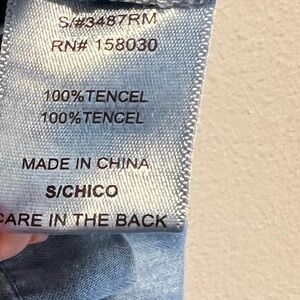 S/#3487RM
RN# 158030
100%TENCEL
100%TENCEL
MADE IN CHINA
S/CHICO
CARE IN THE BACK